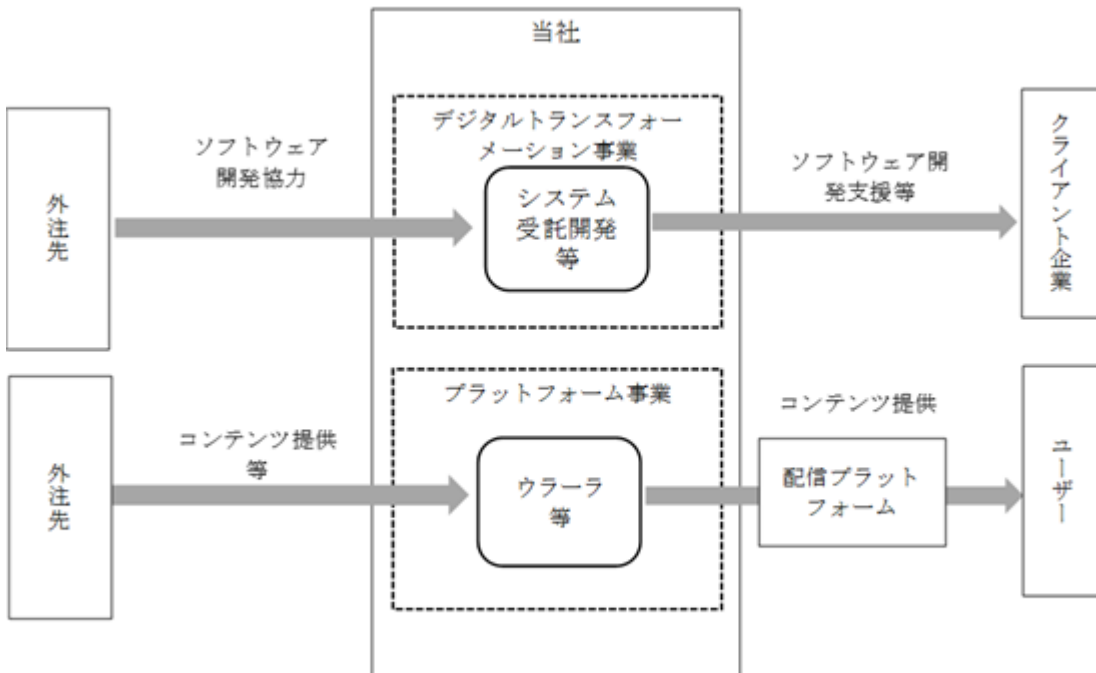 当社
外注先
ソフトウェア
開発協力
デジタルトランスフォー
メーション事業
システム
受託開発
等
ソフトウェア開
発支援等
クライアント企業
外注先
コンテンツ提供
等
プラットフォーム事業
ウラーラ
等
コンテンツ提供
配信プラット
フォーム
ユーザー